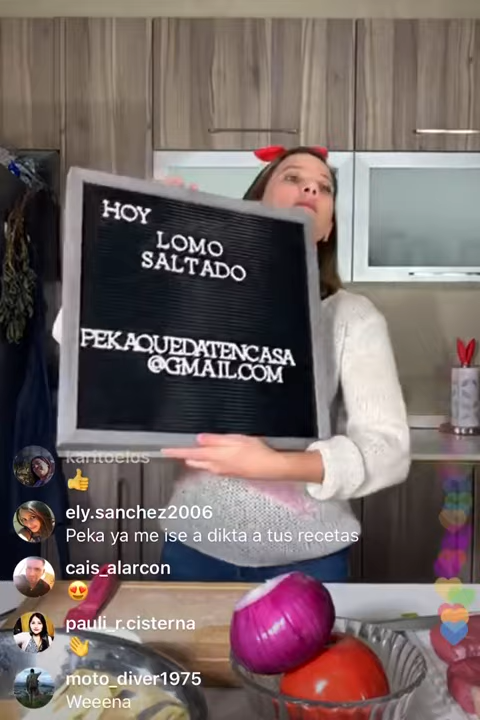 HOY
LOMO
SALTADO
PEKAQUEDATENCASA
@GMAIL.COM
karitoelos
ely.sanchez2006
Peka ya me ise a dikta a tus recetas
cais_alarcon
pauli_r.cisterna
moto_diver1975
Weeena